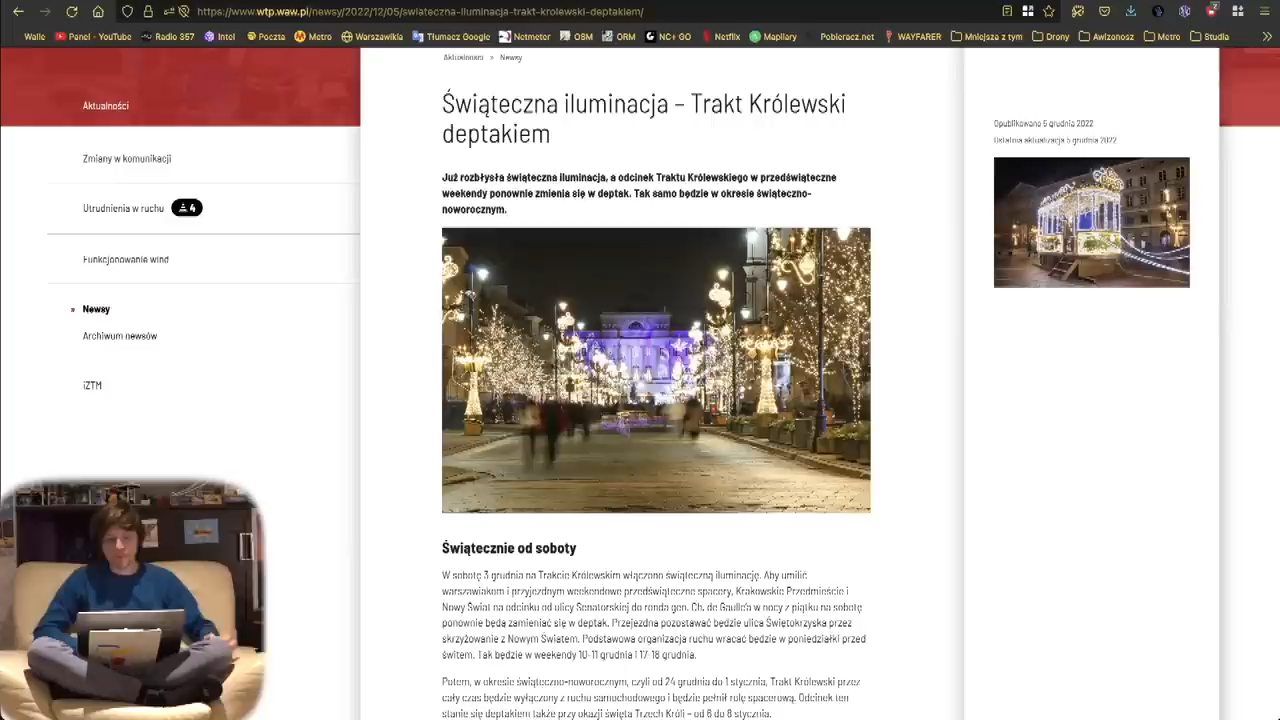 https://www.wtp.waw.pl/newsy/2022/12/05/swiateczna-iluminacja-trakt-krolewski-deptakiem/
Walle Panel - YouTube Radio 357 Intel Poczta Metro Warszawikia Tłumacz Google Netmetor OSM ORM NC+ GO Netflix Mapillary Pobieracz.net Mniejsza z tym Drony Awizonosz Metro Studia
Aktualności » Newsy
Aktualności
Zmiany w komunikacji
Utrudnienia w ruchu 4
Funkcjonowanie wind
» Newsy
Archiwum newsów
iZTM
Świąteczna iluminacja – Trakt Królewski
deptakiem
Już rozbłysła świąteczna iluminacja, a odcinek Traktu Królewskiego w przedświąteczne
weekendy ponownie zmienia się w deptak. Tak samo będzie w okresie świąteczno-
noworocznym.
Świątecznie od soboty
W sobotę 3 grudnia na Trakcie Królewskim włączono świąteczną iluminację. Aby umilić
warszawiakom i przyjezdnym weekendowe przedświąteczne spacery, Krakowskie Przedmieście i
Nowy Świat na odcinku od ulicy Senatorskiej do ronda gen. Ch. de Gaulle'a w nocy z piątku na sobotę
ponownie będą zamieniać się w deptak. Przejezdna pozostawać będzie ulica Świętokrzyska przez
skrzyżowanie z Nowym Światem. Podstawowa organizacja ruchu wracać będzie w poniedziałki przed
świtem. Tak będzie w weekendy 10-11 grudnia i 17-18 grudnia.
Potem, w okresie świąteczno-noworocznym, czyli od 24 grudnia do 1 stycznia, Trakt Królewski przez
cały czas będzie wyłączony z ruchu samochodowego i będzie pełnił rolę spacerową. Odcinek ten
stanie się deptakiem także przy okazji święta Trzech Króli – od 6 do 8 stycznia.
Opublikowano 5 grudnia 2022
Ostatnia aktualizacja 5 grudnia 2022